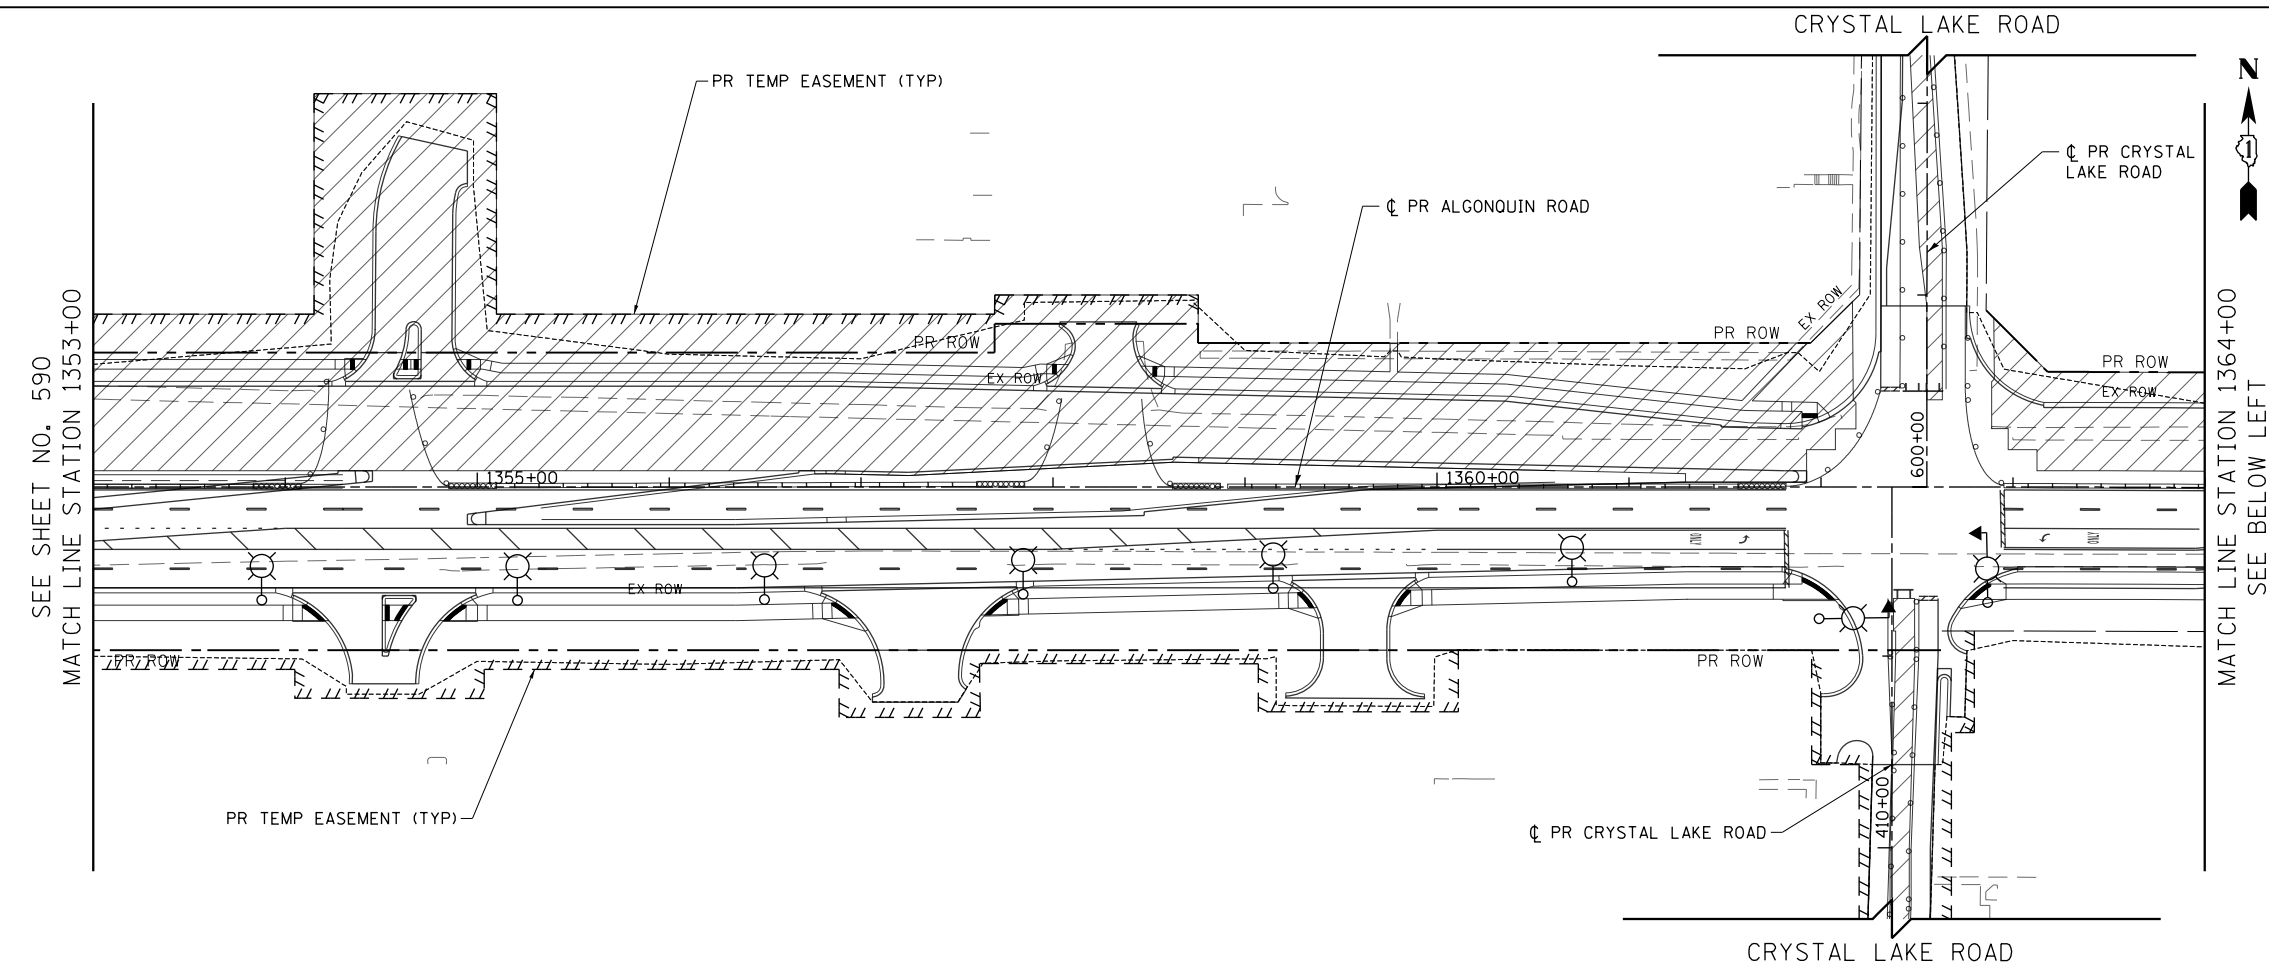 CRYSTAL LAKE ROAD
N
1
PR TEMP EASEMENT (TYP)
℄ PR CRYSTAL
LAKE ROAD
℄ PR ALGONQUIN ROAD
SEE SHEET NO. 590
MATCH LINE STATION 1353+00
PR ROW
EX ROW
PR ROW
EX ROW
PR ROW
EX ROW
MATCH LINE STATION 1364+00
SEE BELOW LEFT
1355+00
1360+00
600+00
ONLY
ONLY
EX ROW
PR ROW
PR ROW
PR TEMP EASEMENT (TYP)
℄ PR CRYSTAL LAKE ROAD
410+00
CRYSTAL LAKE ROAD